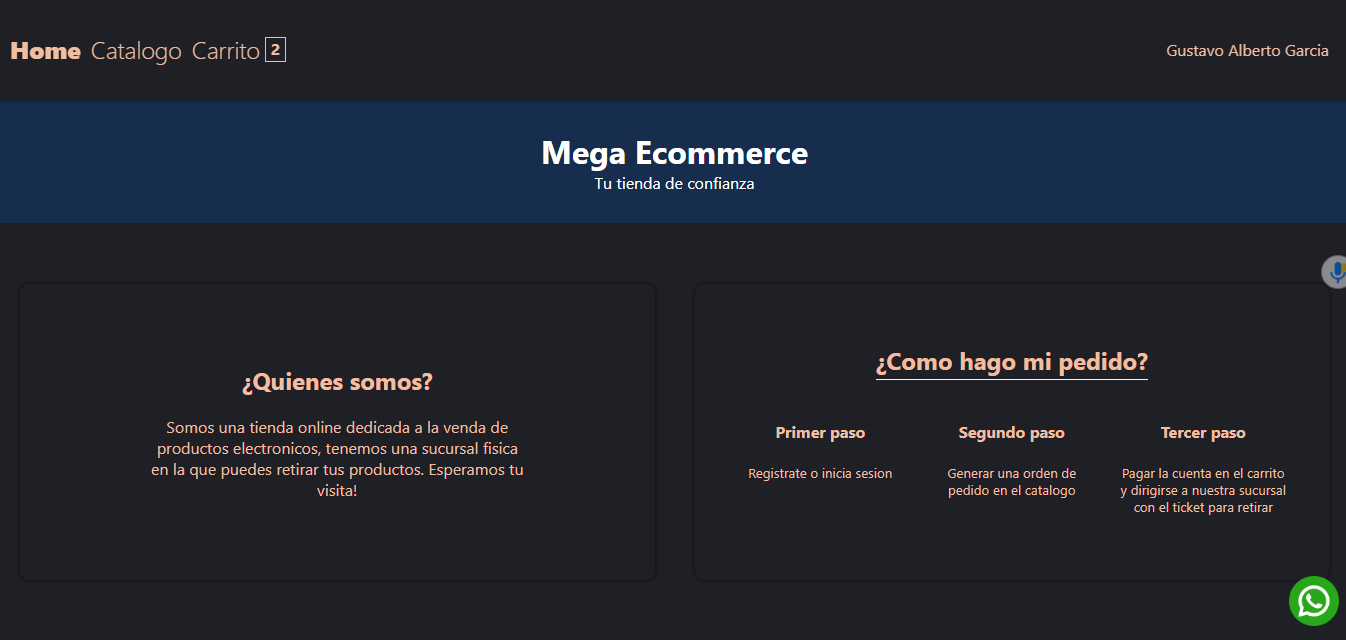 Home Catalogo Carrito 2
Gustavo Alberto Garcia
Mega Ecommerce
Tu tienda de confianza
¿Quienes somos?
Somos una tienda online dedicada a la venda de
productos electronicos, tenemos una sucursal fisica
en la que puedes retirar tus productos. Esperamos tu
visita!
¿Como hago mi pedido?
Primer paso
Registrate o inicia sesion
Segundo paso
Generar una orden de
pedido en el catalogo
Tercer paso
Pagar la cuenta en el carrito
y dirigirse a nuestra sucursal
con el ticket para retirar